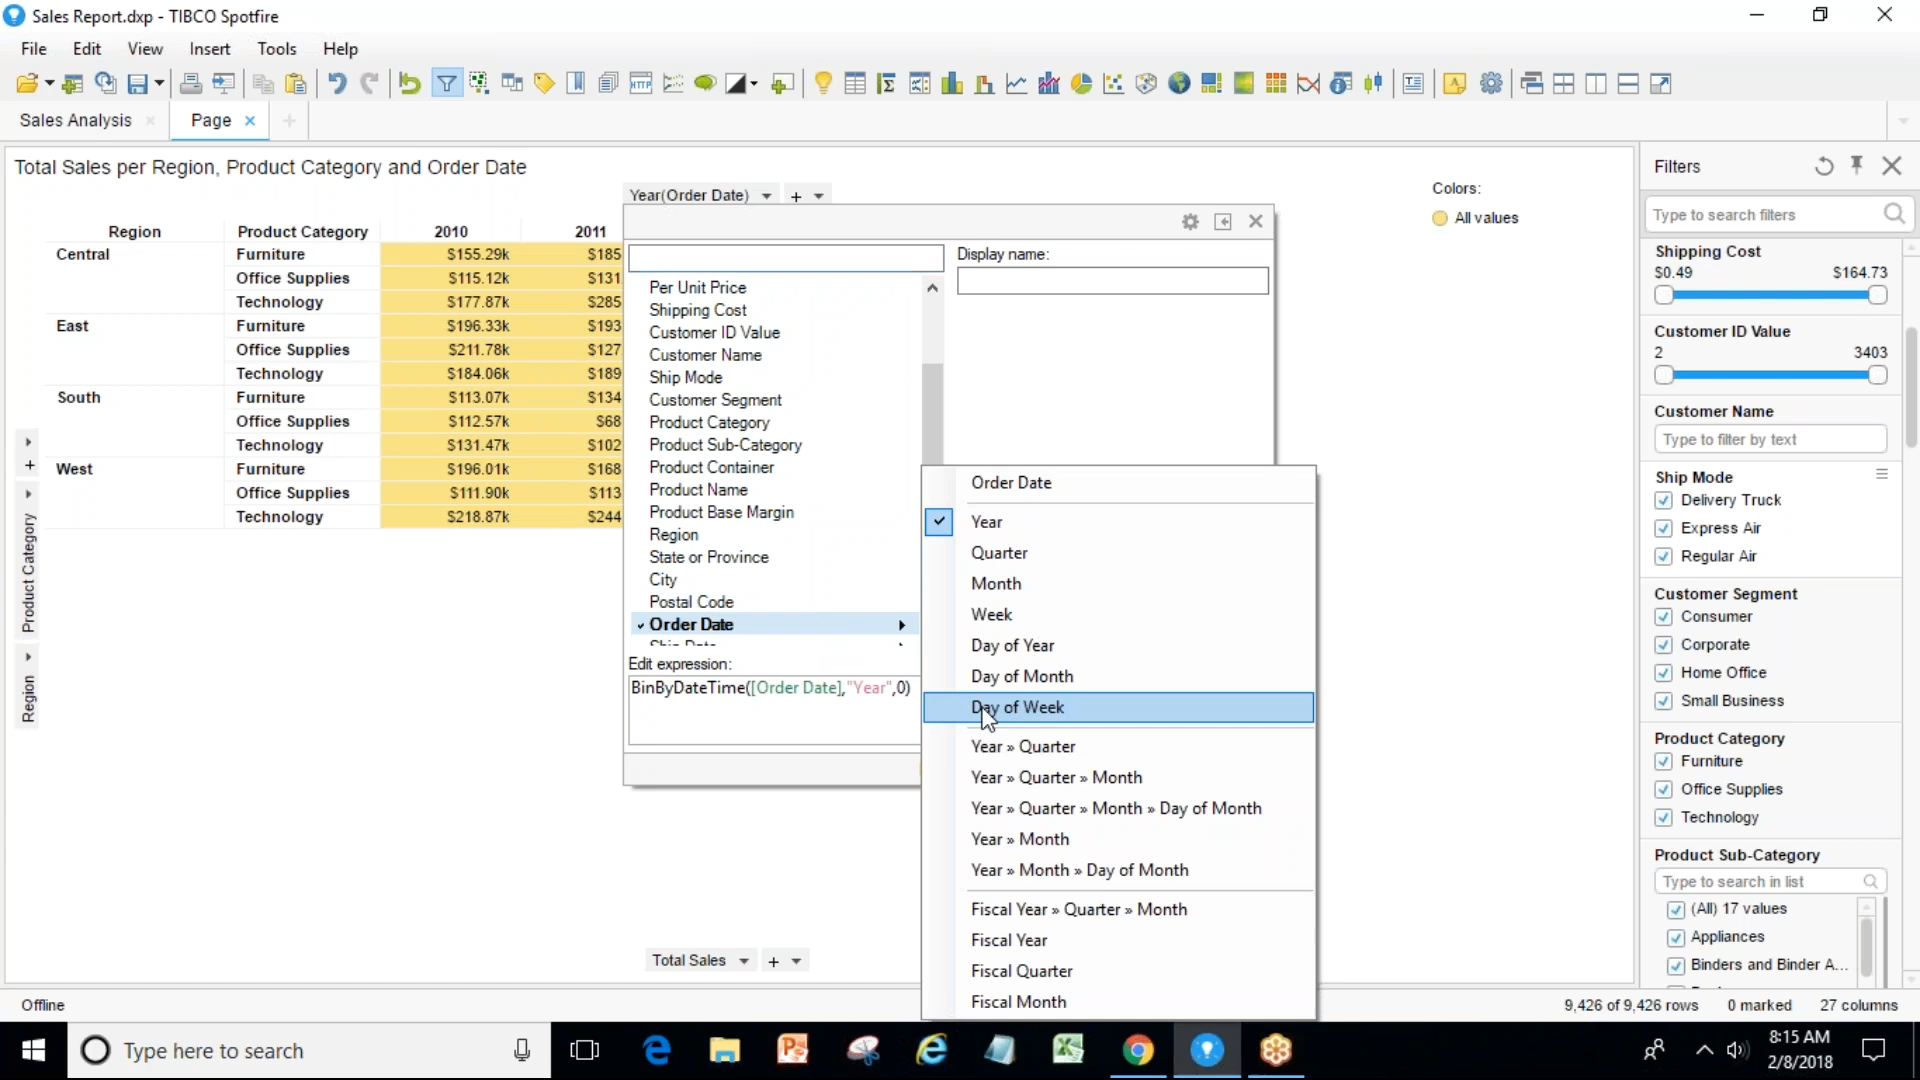 Sales Report.dxp - TIBCO Spotfire
File Edit View Insert Tools Help
Sales Analysis Page
Total Sales per Region, Product Category and Order Date
Year(Order Date) +
Region Product Category 2010 2011
Central Furniture $155.29k $185
Office Supplies $115.12k $131
Technology $177.87k $285
East Furniture $196.33k $193
Office Supplies $211.78k $127
Technology $184.06k $189
South Furniture $113.07k $134
Office Supplies $112.57k $68
Technology $131.47k $102
West Furniture $196.01k $168
Office Supplies $111.90k $113
Technology $218.87k $244
+
Product Category
Region
Total Sales +
Display name:
Per Unit Price
Shipping Cost
Customer ID Value
Customer Name
Ship Mode
Customer Segment
Product Category
Product Sub-Category
Product Container
Product Name
Product Base Margin
Region
State or Province
City
Postal Code
Order Date
Ship Date
Edit expression:
BinByDateTime([Order Date],"Year",0)
Order Date
Year
Quarter
Month
Week
Day of Year
Day of Month
Day of Week
Year » Quarter
Year » Quarter » Month
Year » Quarter » Month » Day of Month
Year » Month
Year » Month » Day of Month
Fiscal Year » Quarter » Month
Fiscal Year
Fiscal Quarter
Fiscal Month
Colors:
All values
Filters
Type to search filters
Shipping Cost
$0.49 $164.73
Customer ID Value
2 3403
Customer Name
Type to filter by text
Ship Mode
Delivery Truck
Express Air
Regular Air
Customer Segment
Consumer
Corporate
Home Office
Small Business
Product Category
Furniture
Office Supplies
Technology
Product Sub-Category
Type to search in list
(All) 17 values
Appliances
Binders and Binder A...
Offline
9,426 of 9,426 rows 0 marked 27 columns
Type here to search
8:15 AM
2/8/2018